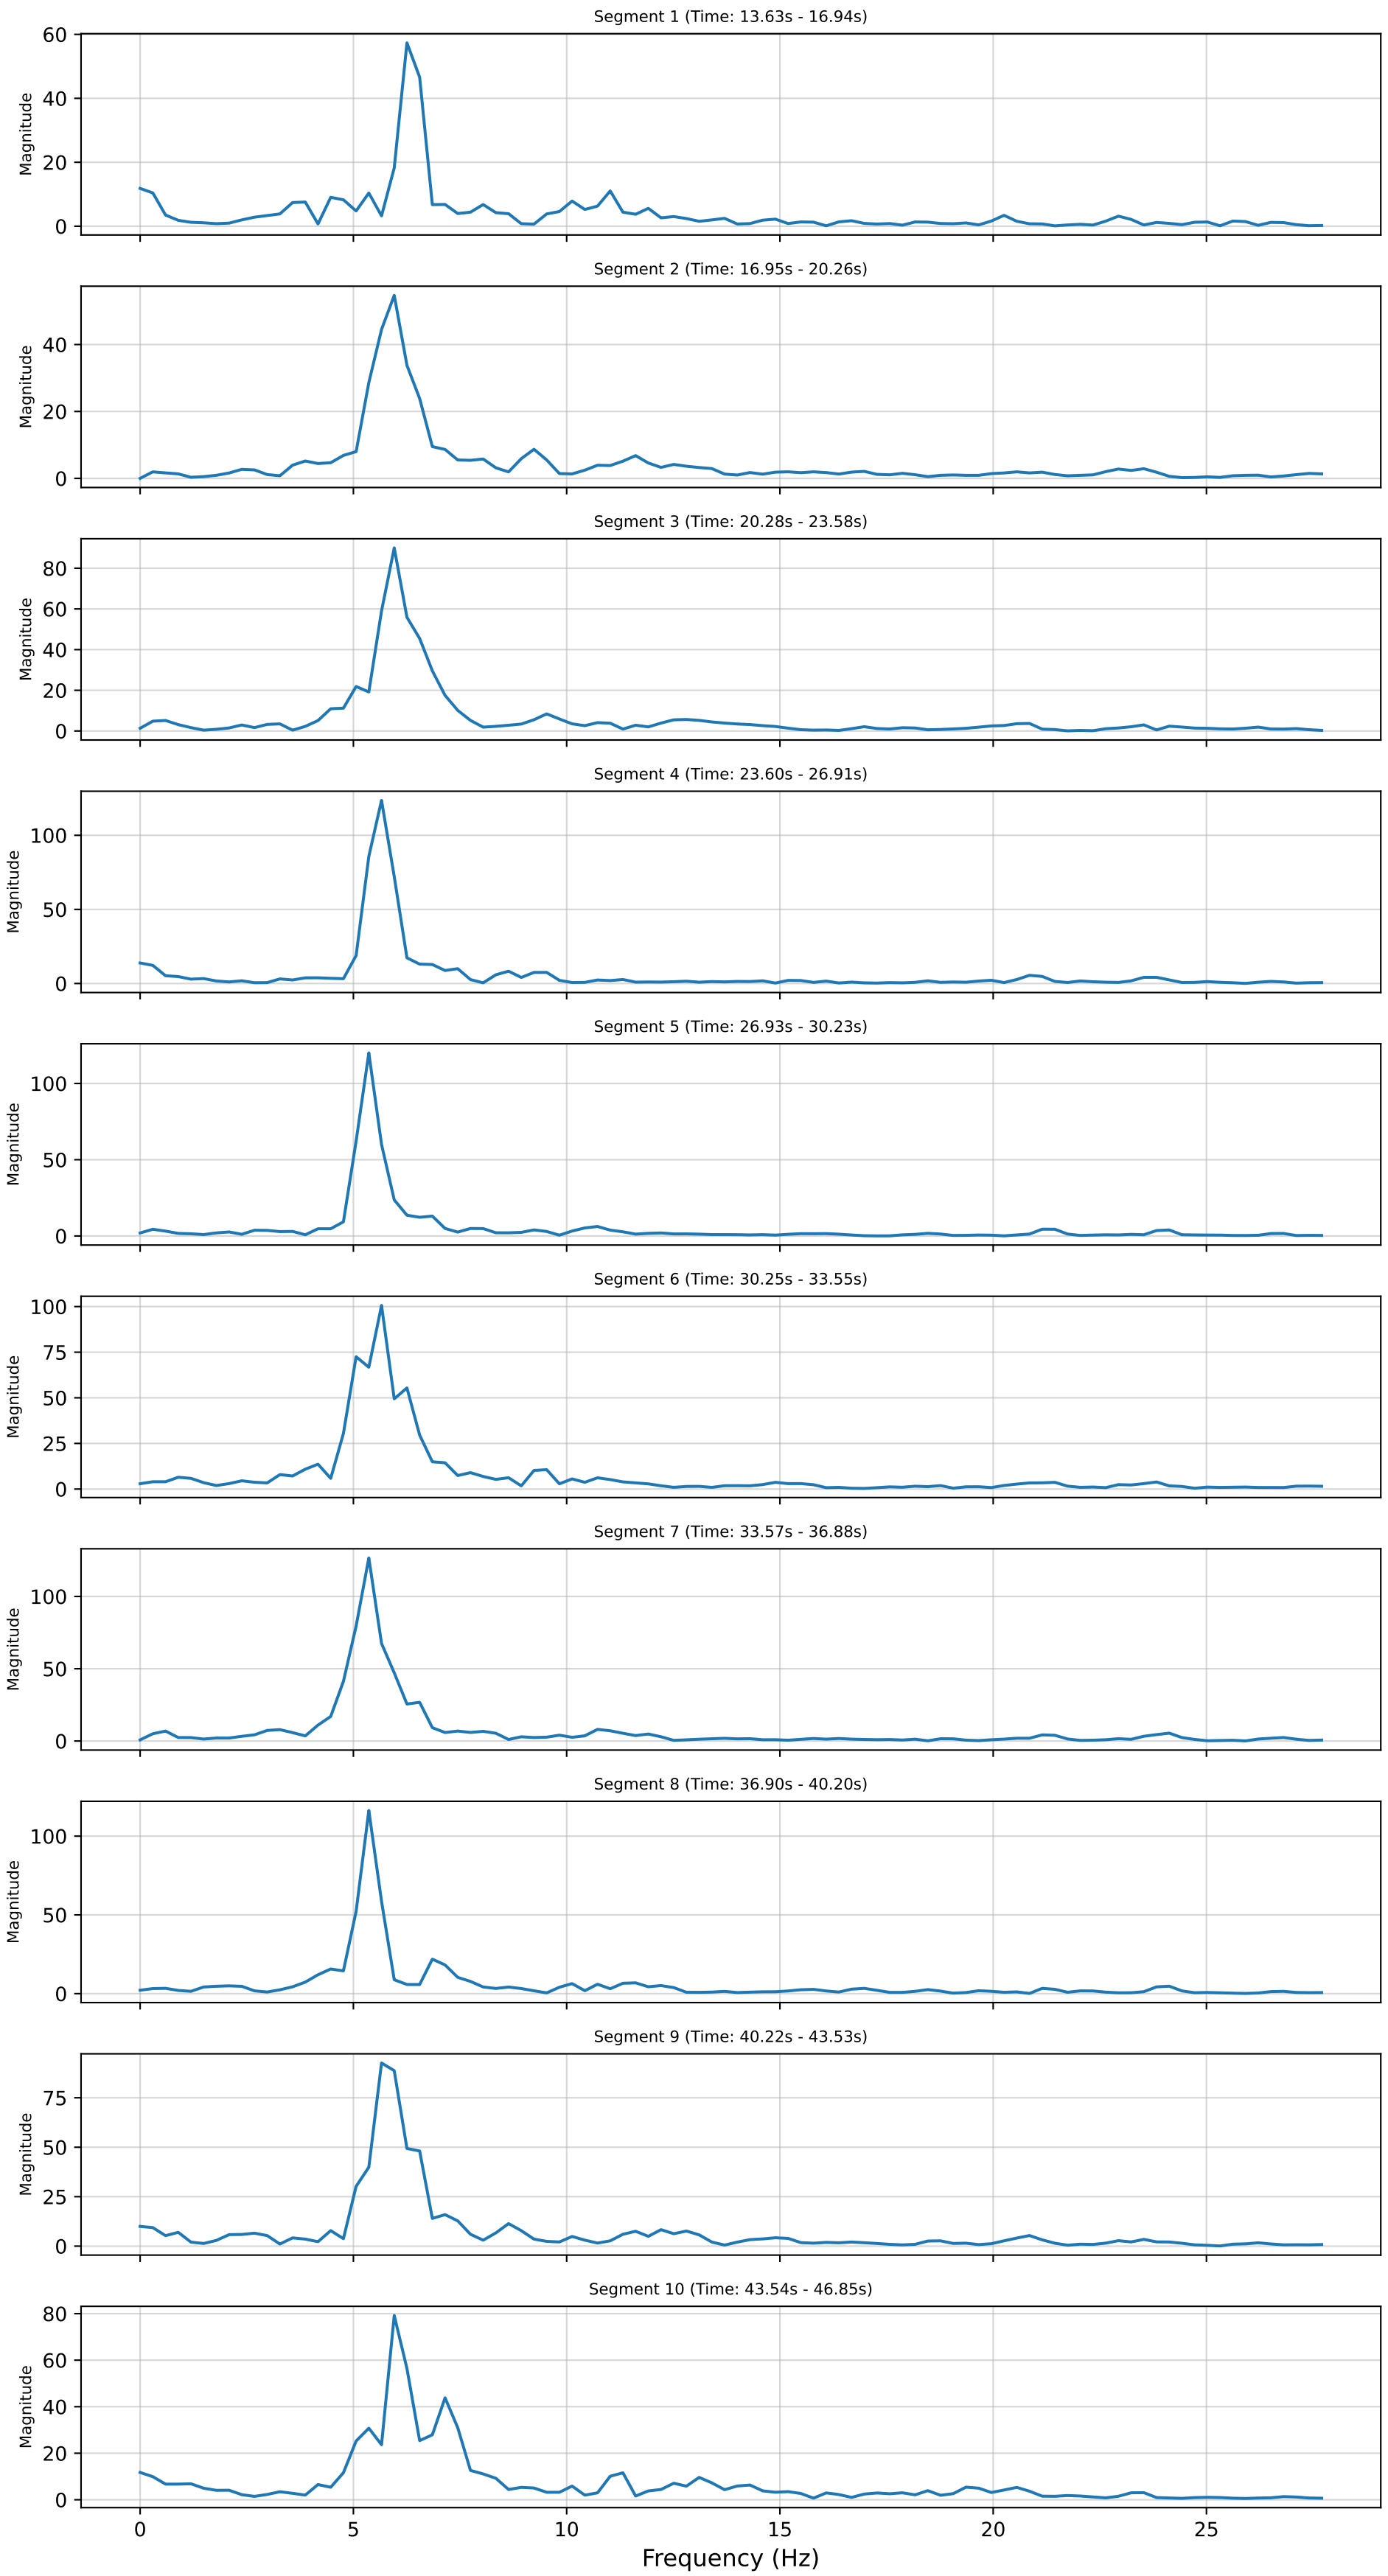 Segment 1 (Time: 13.63s - 16.94s)
Magnitude
60
40
20
0
Segment 2 (Time: 16.95s - 20.26s)
Magnitude
40
20
0
Segment 3 (Time: 20.28s - 23.58s)
Magnitude
80
60
40
20
0
Segment 4 (Time: 23.60s - 26.91s)
Magnitude
100
50
0
Segment 5 (Time: 26.93s - 30.23s)
Magnitude
100
50
0
Segment 6 (Time: 30.25s - 33.55s)
Magnitude
100
75
50
25
0
Segment 7 (Time: 33.57s - 36.88s)
Magnitude
100
50
0
Segment 8 (Time: 36.90s - 40.20s)
Magnitude
100
50
0
Segment 9 (Time: 40.22s - 43.53s)
Magnitude
75
50
25
0
Segment 10 (Time: 43.54s - 46.85s)
Magnitude
80
60
40
20
0
0 5 10 15 20 25
Frequency (Hz)